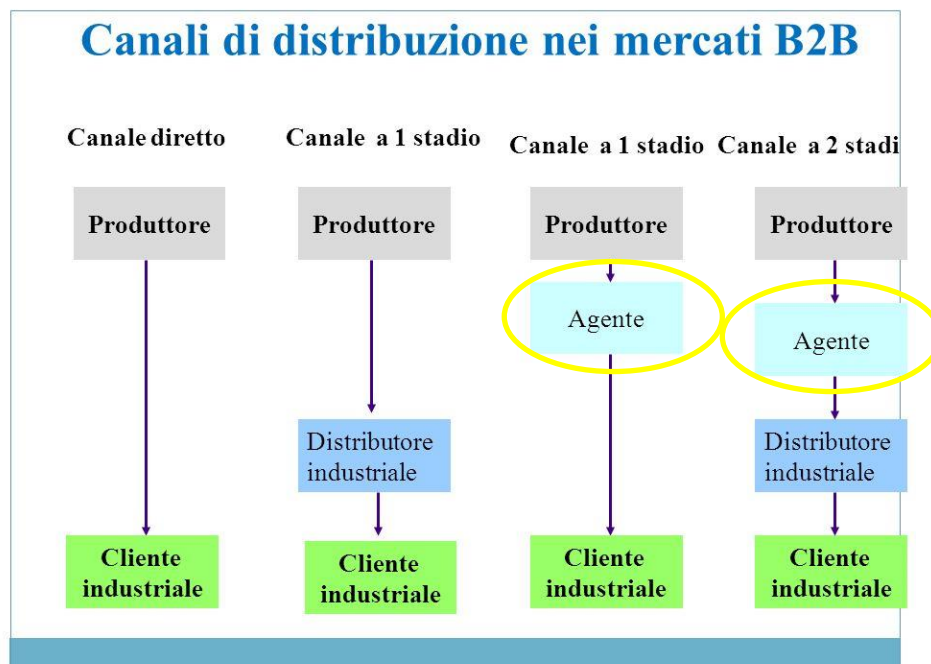 Canali di distribuzione nei mercati B2B
Canale diretto
Canale a 1 stadio
Canale a 1 stadio
Canale a 2 stadi
Produttore
Produttore
Produttore
Produttore
Agente
Agente
Distributore
industriale
Distributore
industriale
Cliente
industriale
Cliente
industriale
Cliente
industriale
Cliente
industriale